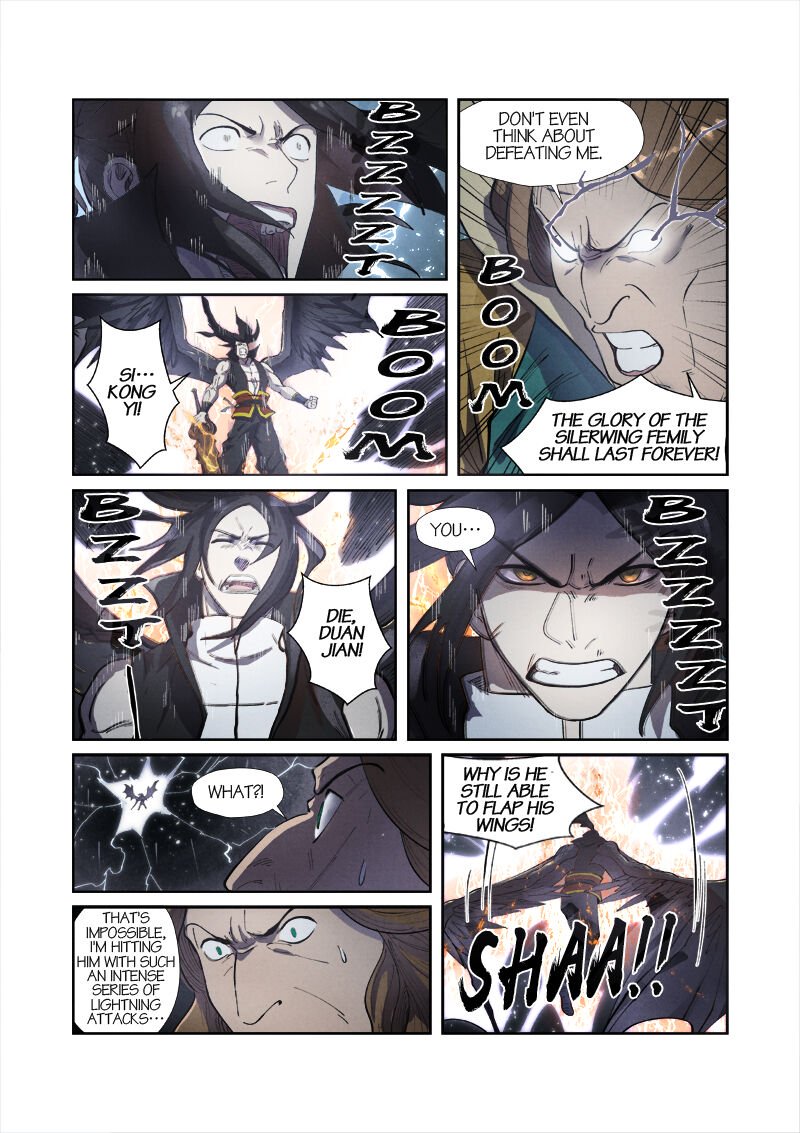 BZZZZT
DON'T EVEN
THINK ABOUT
DEFEATING ME.
BOOM
THE GLORY OF THE
SILERWING FEMILY
SHALL LAST FOREVER!
SI…
KONG
YI!
BOOM
BZZT
DIE,
DUAN
JIAN!
YOU…
BZZZZT
WHAT?!
WHY IS HE
STILL ABLE
TO FLAP HIS
WINGS!
SHAA!!
THAT'S
IMPOSSIBLE,
I'M HITTING
HIM WITH SUCH
AN INTENSE
SERIES OF
LIGHTNING
ATTACKS…